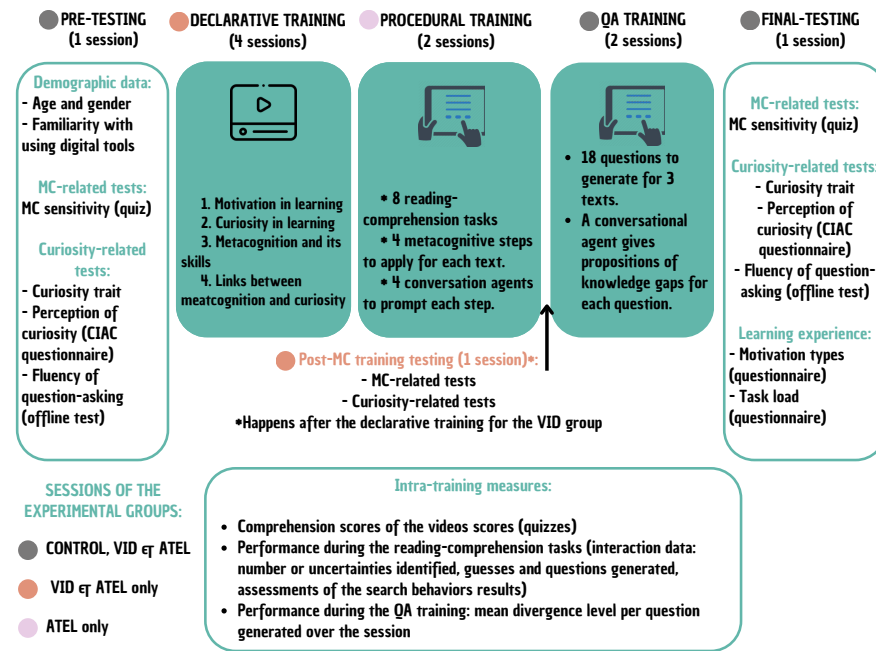 PRE-TESTING
(1 session)
DECLARATIVE TRAINING
(4 sessions)
PROCEDURAL TRAINING
(2 sessions)
QA TRAINING
(2 sessions)
FINAL-TESTING
(1 session)
Demographic data:
- Age and gender
- Familiarity with
using digital tools
MC-related tests:
MC sensitivity (quiz)
Curiosity-related
tests:
- Curiosity trait
- Perception of
curiosity (CIAC
questionnaire)
- Fluency of
question-asking
(offline test)
1. Motivation in learning
2. Curiosity in learning
3. Metacognition and its
skills
4. Links between
meatcognition and curiosity
* 8 reading-
comprehension tasks
* 4 metacognitive steps
to apply for each text.
* 4 conversation agents
to prompt each step.
• 18 questions to
generate for 3
texts.
• A conversational
agent gives
propositions of
knowledge gaps for
each question.
MC-related tests:
MC sensitivity (quiz)
Curiosity-related tests:
- Curiosity trait
- Perception of
curiosity (CIAC
questionnaire)
- Fluency of question-
asking (offline test)
Learning experience:
- Motivation types
(questionnaire)
- Task load
(questionnaire)
Post-MC training testing (1 session)*:
- MC-related tests
- Curiosity-related tests
*Happens after the declarative training for the VID group
SESSIONS OF THE
EXPERIMENTAL GROUPS:
CONTROL, VID & ATEL
VID & ATEL only
ATEL only
Intra-training measures:
• Comprehension scores of the videos scores (quizzes)
• Performance during the reading-comprehension tasks (interaction data:
number or uncertainties identified, guesses and questions generated,
assessments of the search behaviors results)
• Performance during the QA training: mean divergence level per question
generated over the session